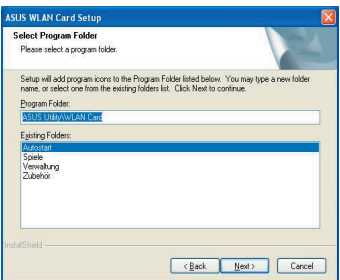 ASUS WLAN Card Setup
Select Program Folder
Please select a program folder.
Setup will add program icons to the Program Folder listed below. You may type a new folder
name, or select one from the existing folders list. Click Next to continue.
Program Folder:
ASUS Utility\WLAN Card
Existing Folders:
Autostart
Spiele
Verwaltung
Zubehör
InstallShield
< Back
Next >
Cancel